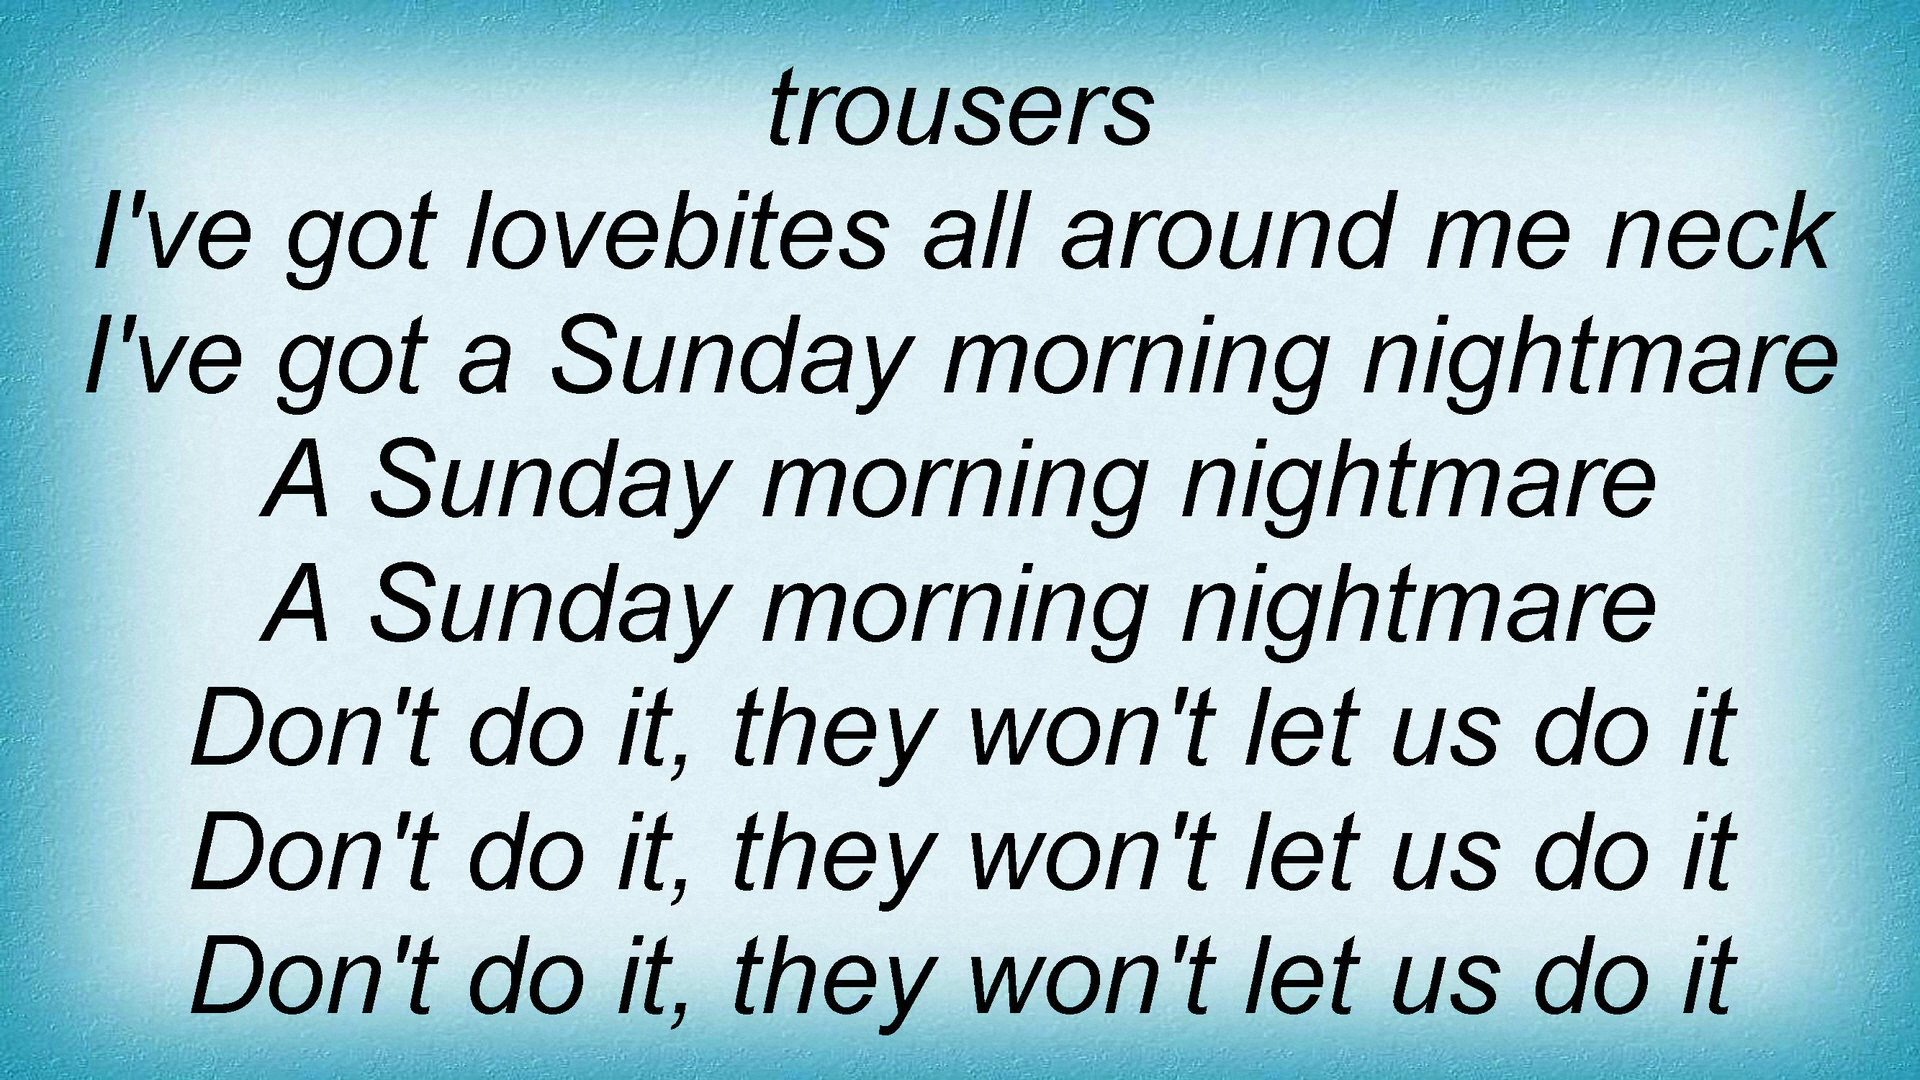 trousers
I've got lovebites all around me neck
I've got a Sunday morning nightmare
A Sunday morning nightmare
A Sunday morning nightmare
Don't do it, they won't let us do it
Don't do it, they won't let us do it
Don't do it, they won't let us do it